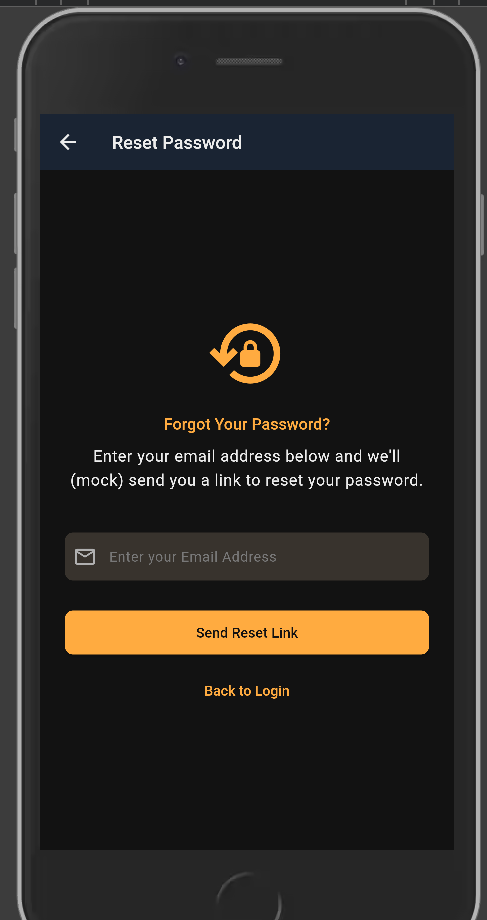 Reset Password
Forgot Your Password?
Enter your email address below and we'll
(mock) send you a link to reset your password.
Enter your Email Address
Send Reset Link
Back to Login